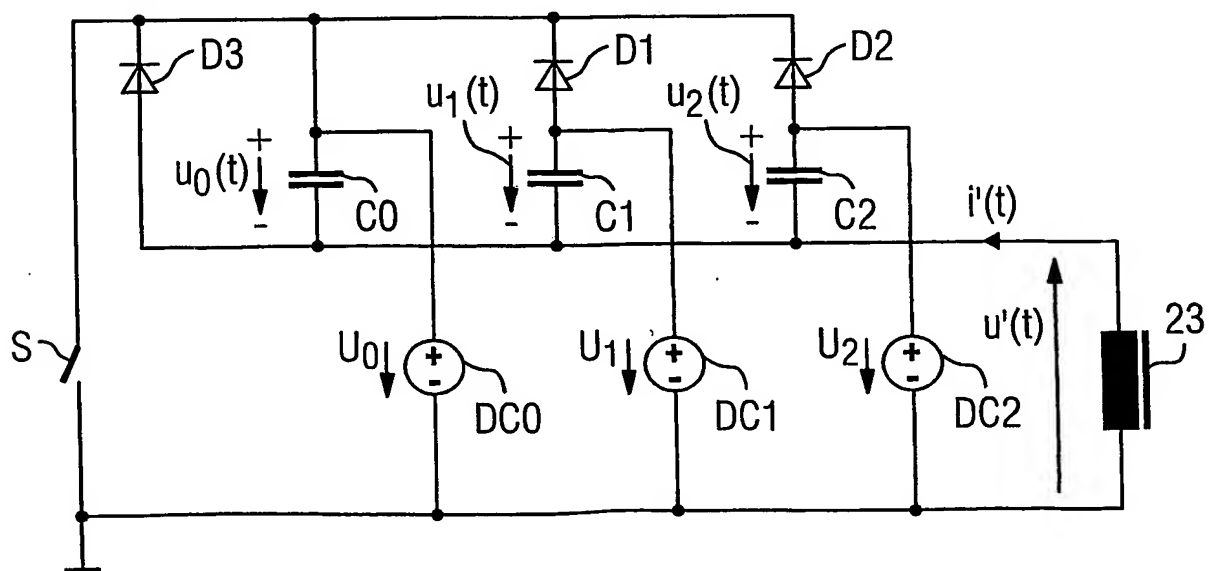 D3
D1
D2
u₁(t)
u₂(t)
+
-
u₀(t)
C0
+
-
C1
+
-
C2
i'(t)
S
U₀
+
-
DC0
U₁
+
-
DC1
U₂
+
-
DC2
u'(t)
23